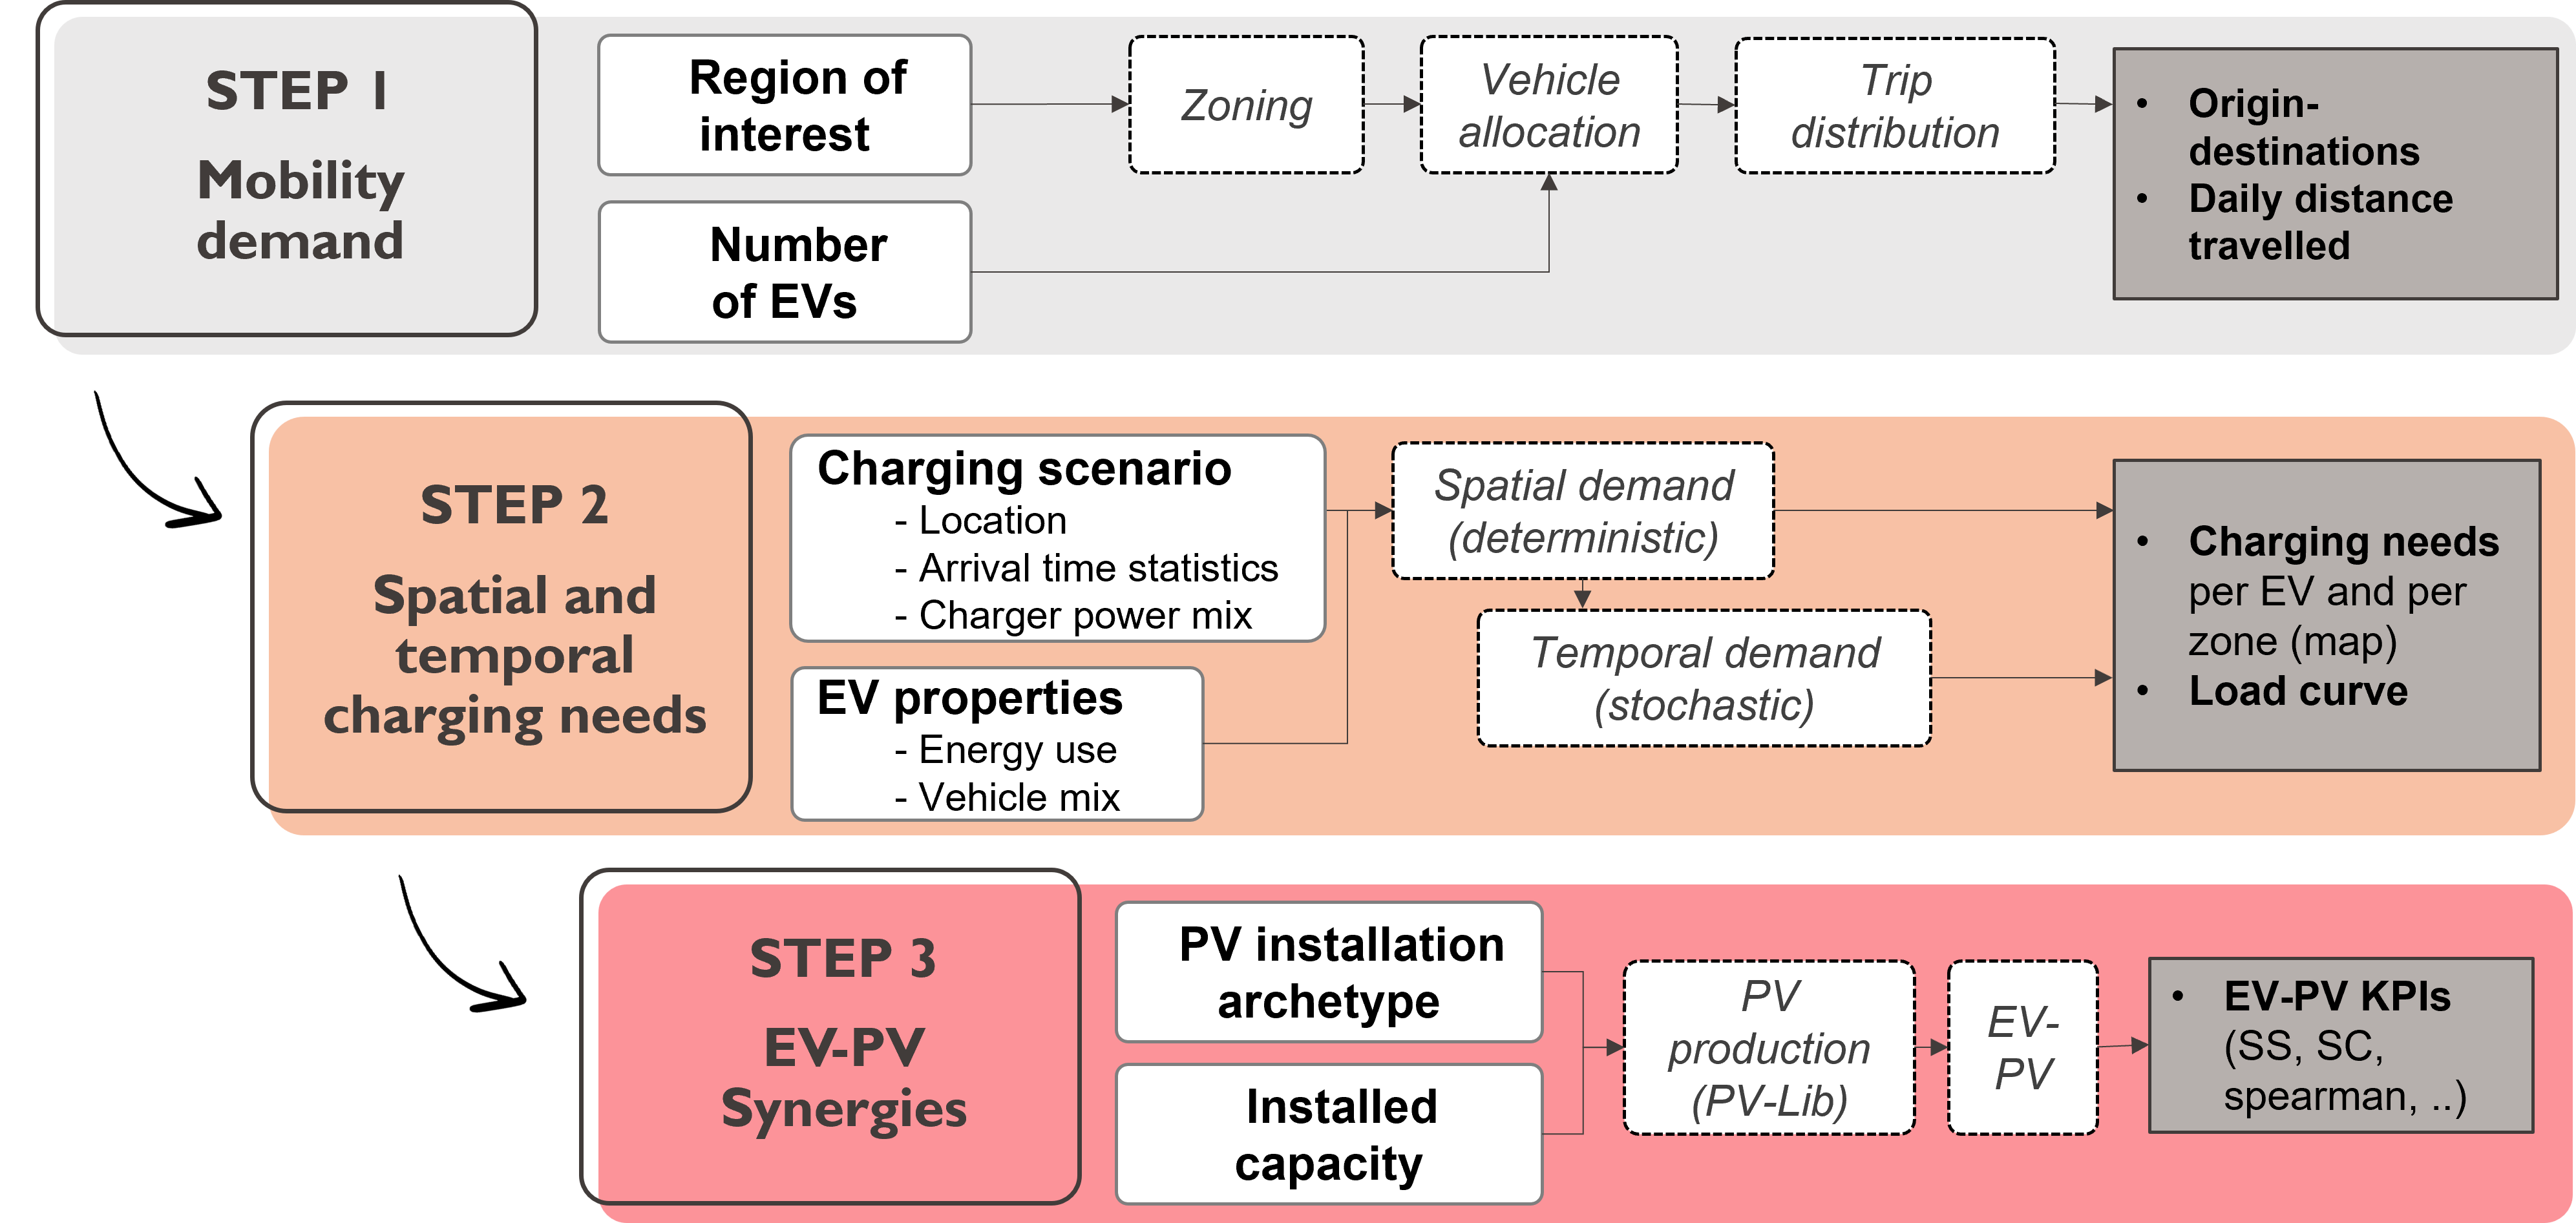 STEP 1
Mobility
demand
Region of
interest
Number
of EVs
Zoning
Vehicle
allocation
Trip
distribution
• Origin-
destinations
• Daily distance
travelled
STEP 2
Spatial and
temporal
charging needs
Charging scenario
- Location
- Arrival time statistics
- Charger power mix
EV properties
- Energy use
- Vehicle mix
Spatial demand
(deterministic)
Temporal demand
(stochastic)
• Charging needs
per EV and per
zone (map)
• Load curve
STEP 3
EV-PV
Synergies
PV installation
archetype
Installed
capacity
PV
production
(PV-Lib)
EV-
PV
• EV-PV KPIs
(SS, SC,
spearman, ..)